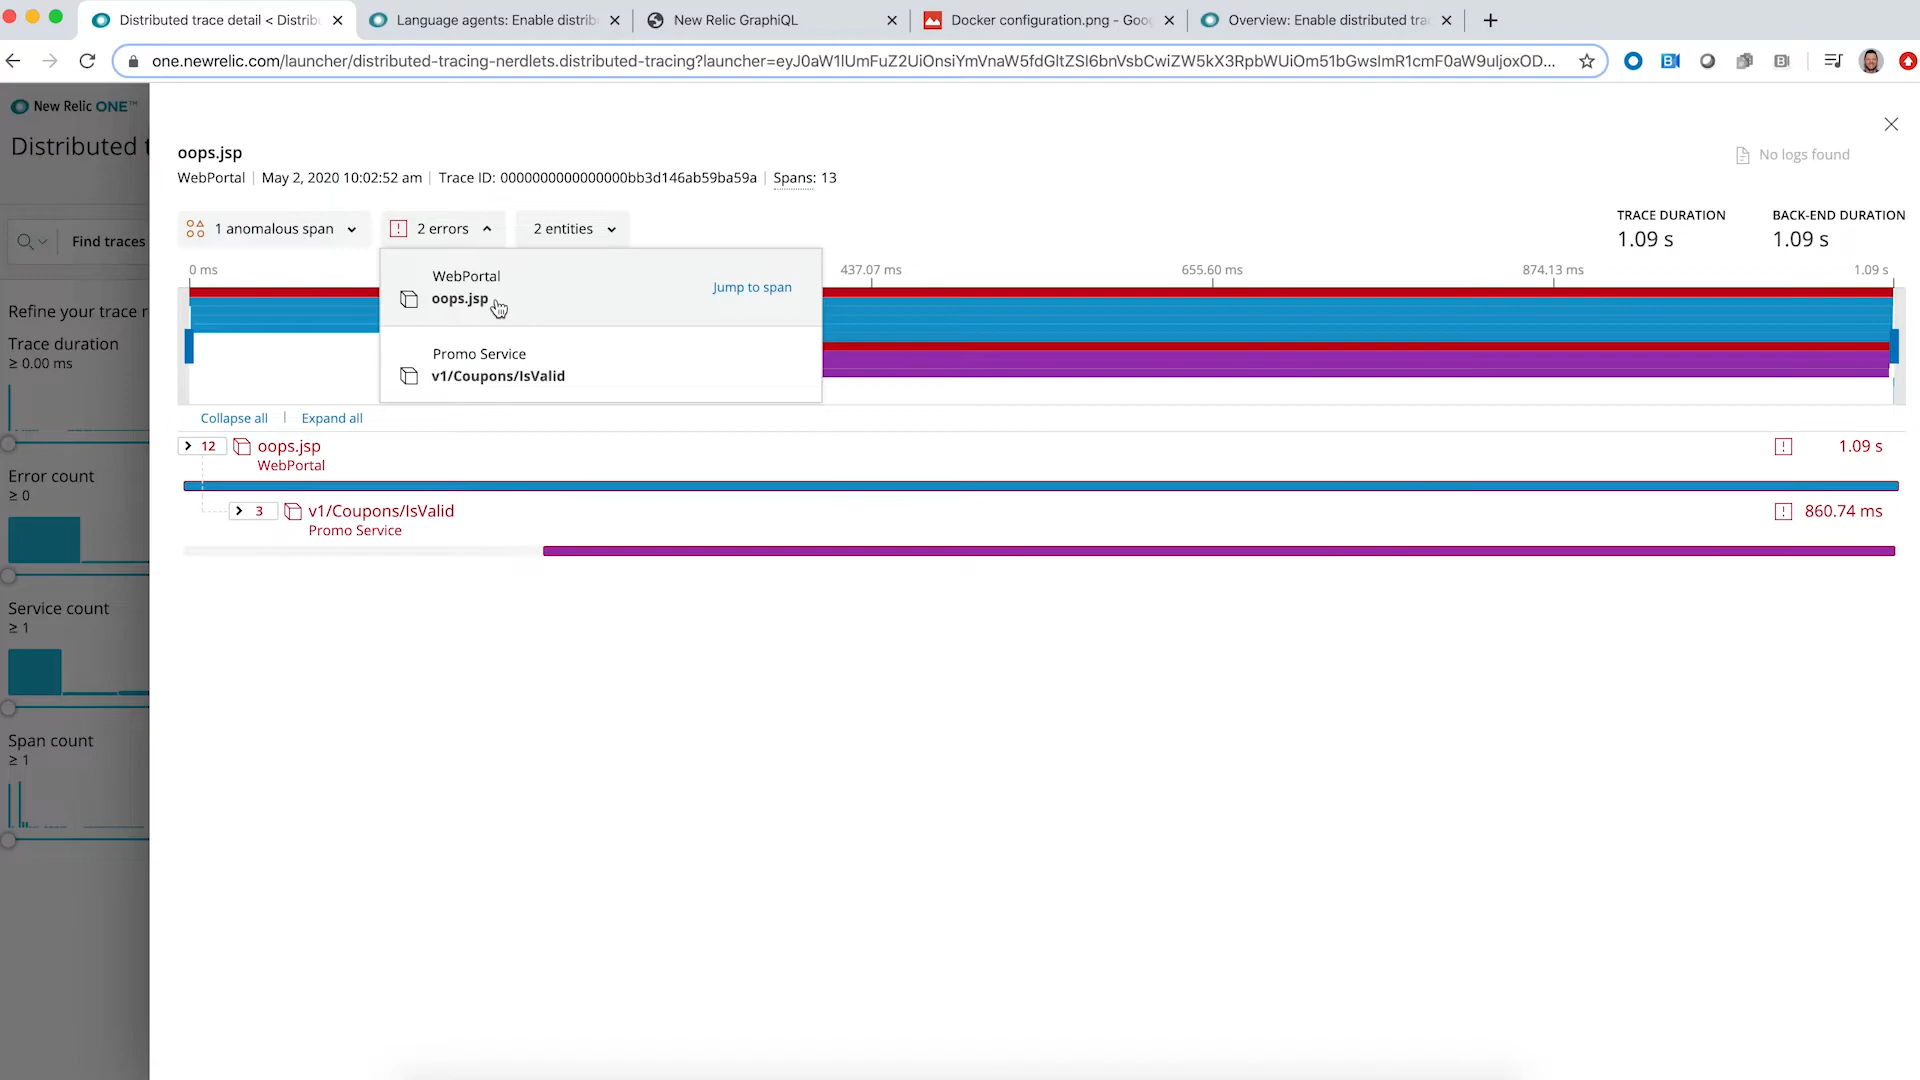 Distributed trace detail < Distrib
Language agents: Enable distrib
New Relic GraphiQL
Docker configuration.png - Goo
Overview: Enable distributed tra
one.newrelic.com/launcher/distributed-tracing-nerdlets.distributed-tracing?launcher=
New Relic ONE™
Distributed t
oops.jsp
No logs found
WebPortal | May 2, 2020 10:02:52 am | Trace ID: 0000000000000000bb3d146ab59ba59a | Spans: 13
1 anomalous span
2 errors
2 entities
TRACE DURATION
1.09 s
BACK-END DURATION
1.09 s
Find traces
0 ms
437.07 ms
655.60 ms
874.13 ms
1.09 s
WebPortal
oops.jsp
Jump to span
Promo Service
v1/Coupons/IsValid
Refine your trace r
Trace duration
≥ 0.00 ms
Error count
≥ 0
Service count
≥ 1
Span count
≥ 1
Collapse all | Expand all
12 oops.jsp
WebPortal
1.09 s
3 v1/Coupons/IsValid
Promo Service
860.74 ms